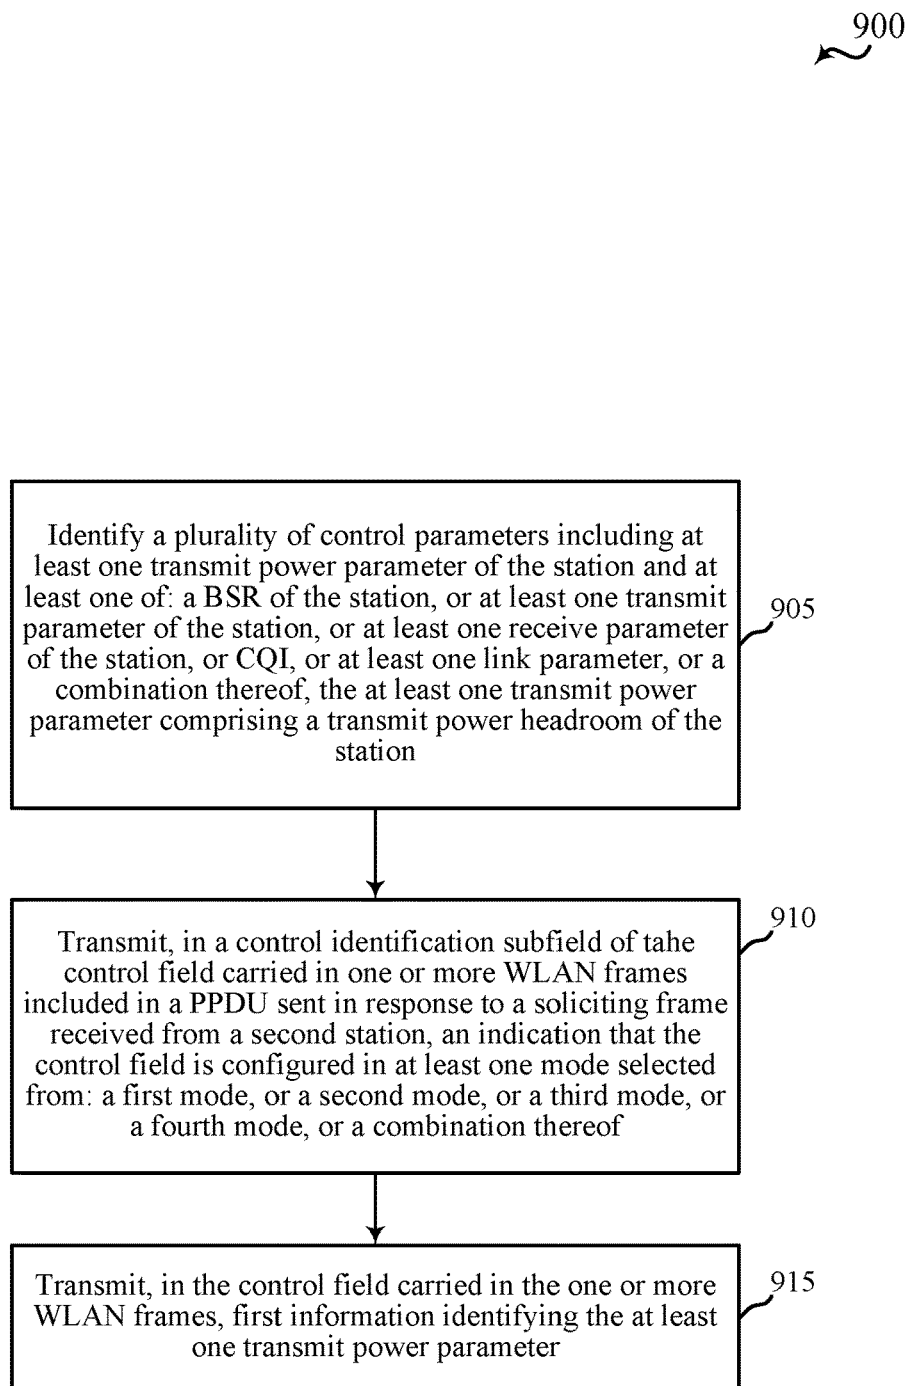 900
Identify a plurality of control parameters including at
least one transmit power parameter of the station and at
least one of: a BSR of the station, or at least one transmit
parameter of the station, or at least one receive parameter
of the station, or CQI, or at least one link parameter, or a
combination thereof, the at least one transmit power
parameter comprising a transmit power headroom of the
station
905
Transmit, in a control identification subfield of tahe
control field carried in one or more WLAN frames
included in a PPDU sent in response to a soliciting frame
received from a second station, an indication that the
control field is configured in at least one mode selected
from: a first mode, or a second mode, or a third mode, or
a fourth mode, or a combination thereof
910
Transmit, in the control field carried in the one or more
WLAN frames, first information identifying the at least
one transmit power parameter
915